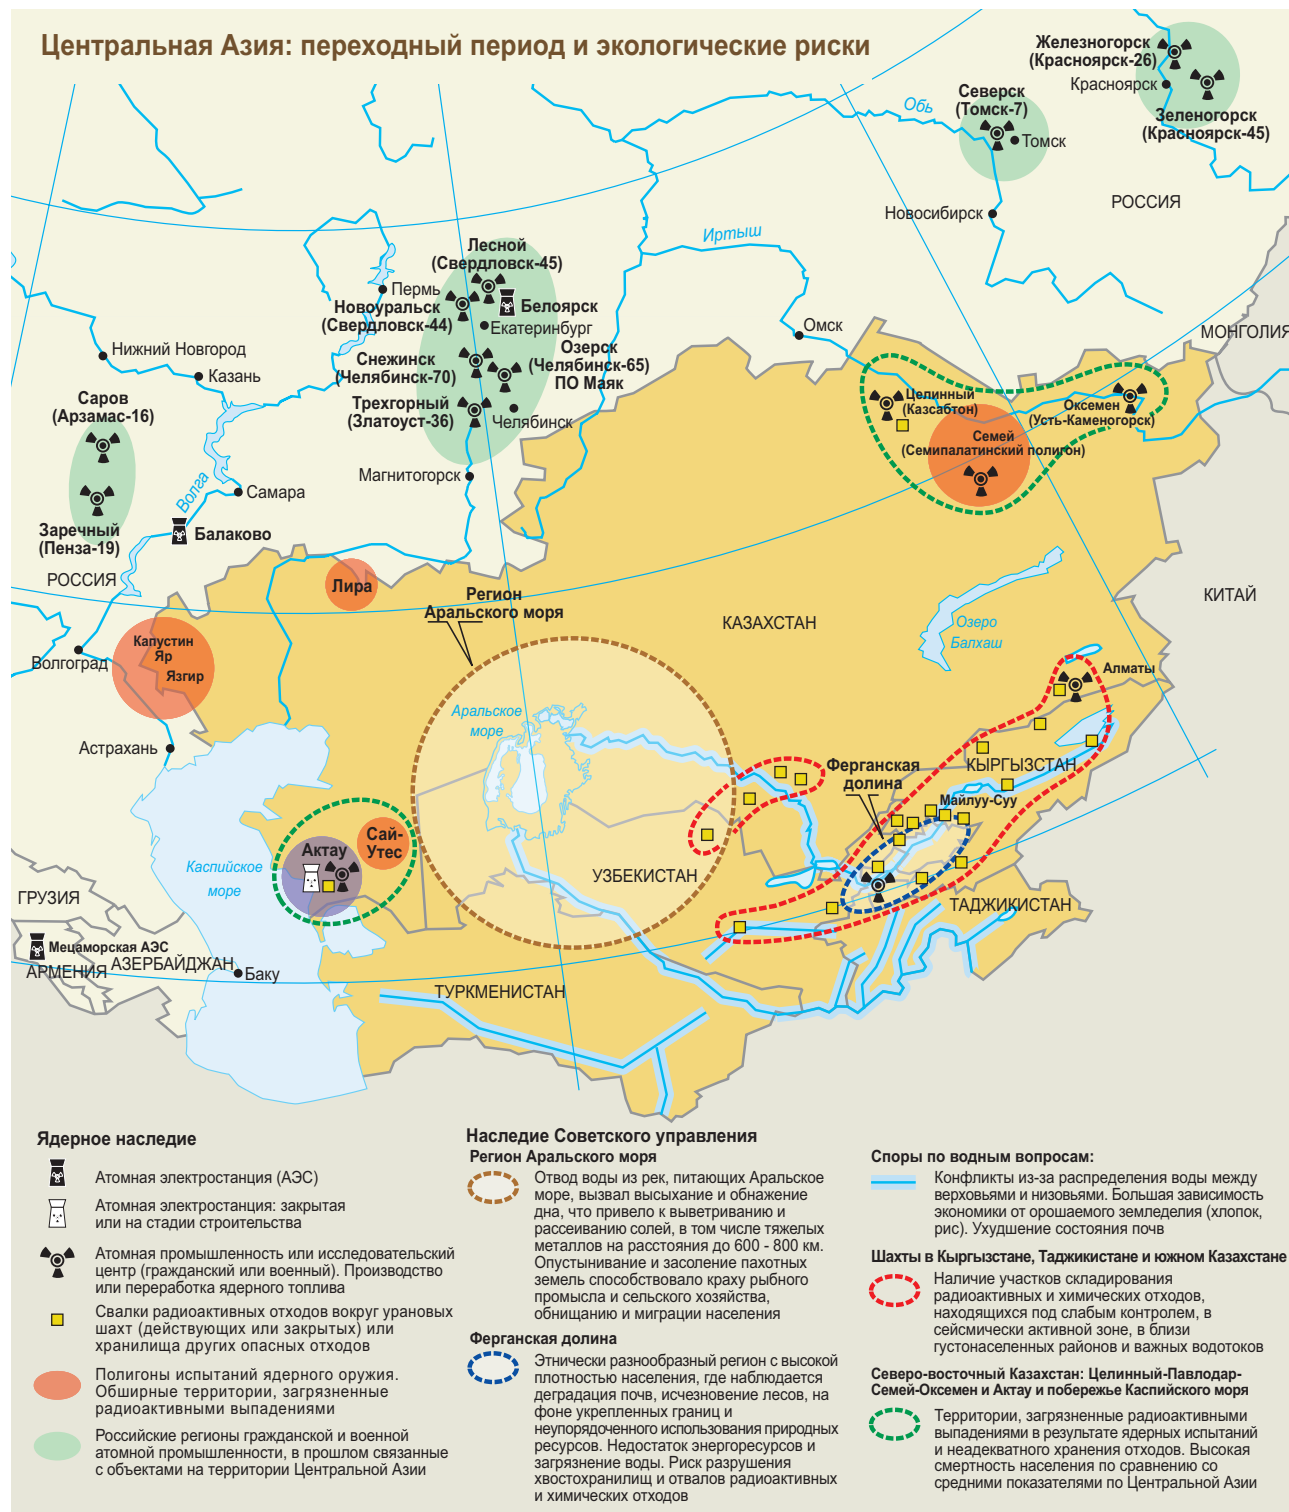 Центральная Азия: переходный период и экологические риски
Железногорск
(Красноярск-26)
Красноярск
Зеленогорск
(Красноярск-45)
Северск
(Томск-7)
Томск
Обь
Новосибирск
РОССИЯ
Иртыш
Лесной
(Свердловск-45)
Пермь
Новоуральск
(Свердловск-44)
Белоярск
Екатеринбург
Снежинск
(Челябинск-70)
Озерск
(Челябинск-65)
ПО Маяк
Трехгорный
(Златоуст-36)
Челябинск
Магнитогорск
Омск
МОНГОЛИЯ
Нижний Новгород
Казань
Саров
(Арзамас-16)
Волга
Самара
Заречный
(Пенза-19)
Балаково
РОССИЯ
Целинный
(Казсабтон)
Оксемен
(Усть-Каменогорск)
Семей
(Семипалатинский полигон)
Лира
Регион
Аральского моря
КАЗАХСТАН
Озеро
Балхаш
КИТАЙ
Капустин
Яр
Язгир
Волгоград
Астрахань
Аральское
море
Алматы
Ферганская
долина
КЫРГЫЗСТАН
Майлуу-Суу
Сай-
Утес
Актау
Каспийское
море
УЗБЕКИСТАН
ТАДЖИКИСТАН
ГРУЗИЯ
Мецаморская АЭС
АРМЕНИЯ
АЗЕРБАЙДЖАН
Баку
ТУРКМЕНИСТАН
Ядерное наследие
Атомная электростанция (АЭС)
Атомная электростанция: закрытая
или на стадии строительства
Атомная промышленность или исследовательский
центр (гражданский или военный). Производство
или переработка ядерного топлива
Свалки радиоактивных отходов вокруг урановых
шахт (действующих или закрытых) или
хранилища других опасных отходов
Полигоны испытаний ядерного оружия.
Обширные территории, загрязненные
радиоактивными выпадениями
Российские регионы гражданской и военной
атомной промышленности, в прошлом связанные
с объектами на территории Центральной Азии
Наследие Советского управления
Регион Аральского моря
Отвод воды из рек, питающих Аральское
море, вызвал высыхание и обнажение
дна, что привело к выветриванию и
рассеиванию солей, в том числе тяжелых
металлов на расстояния до 600 - 800 км.
Опустынивание и засоление пахотных
земель способствовало краху рыбного
промысла и сельского хозяйства,
обнищанию и миграции населения
Ферганская долина
Этнически разнообразный регион с высокой
плотностью населения, где наблюдается
деградация почв, исчезновение лесов, на
фоне укрепленных границ и
неупорядоченного использования природных
ресурсов. Недостаток энергоресурсов и
загрязнение воды. Риск разрушения
хвостохранилищ и отвалов радиоактивных
и химических отходов
Споры по водным вопросам:
Конфликты из-за распределения воды между
верховьями и низовьями. Большая зависимость
экономики от орошаемого земледелия (хлопок,
рис). Ухудшение состояния почв
Шахты в Кыргызстане, Таджикистане и южном Казахстане
Наличие участков складирования
радиоактивных и химических отходов,
находящихся под слабым контролем, в
сейсмически активной зоне, в близи
густонаселенных районов и важных водотоков
Северо-восточный Казахстан: Целинный-Павлодар-
Семей-Оксемен и Актау и побережье Каспийского моря
Территории, загрязненные радиоактивными
выпадениями в результате ядерных испытаний
и неадекватного хранения отходов. Высокая
смертность населения по сравнению со
средними показателями по Центральной Азии